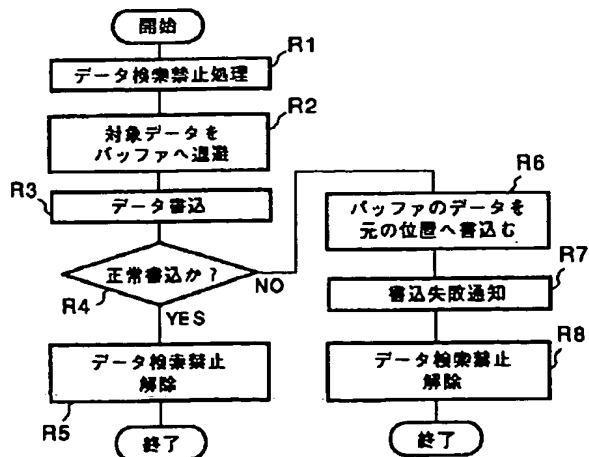 開始
R1
データ検索禁止処理
R2
対象データを
バッファへ退避
R3
データ書込
正常書込か？
R4
NO
YES
データ検索禁止
解除
R5
終了
R6
バッファのデータを
元の位置へ書込む
R7
書込失敗通知
R8
データ検索禁止
解除
終了